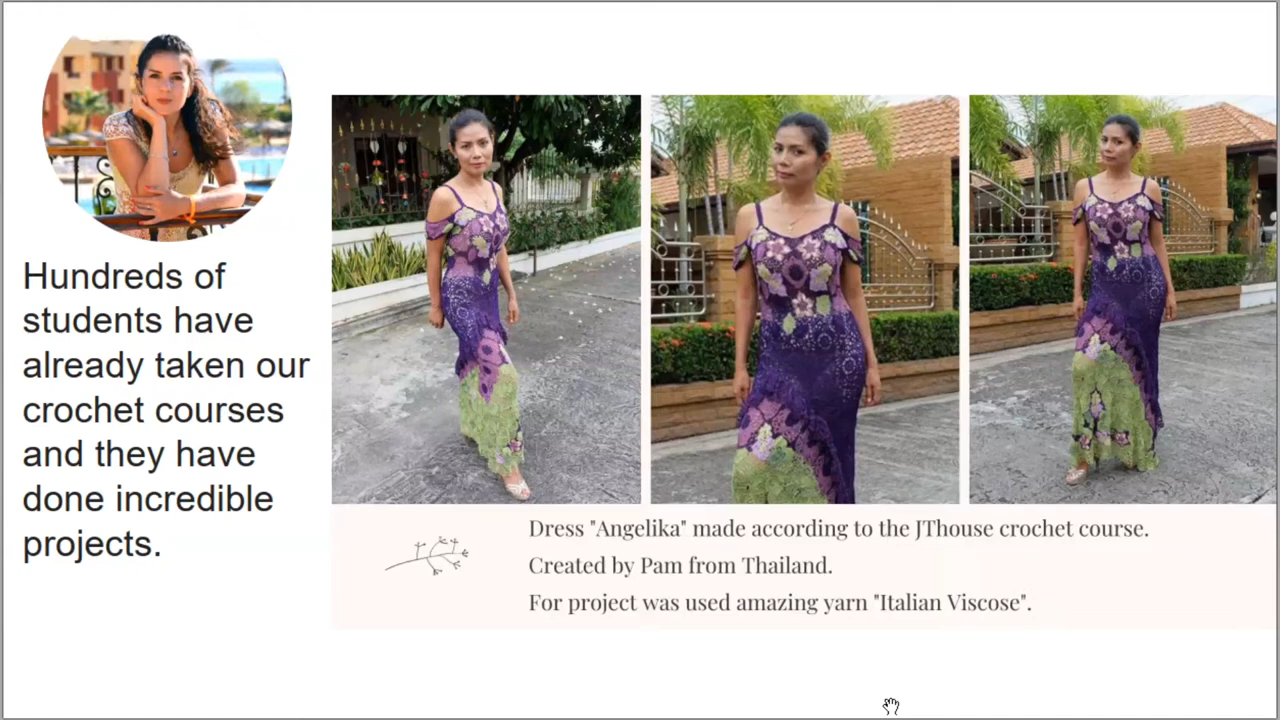 Hundreds of
students have
already taken our
crochet courses
and they have
done incredible
projects.
Dress "Angelika" made according to the JThouse crochet course.
Created by Pam from Thailand.
For project was used amazing yarn "Italian Viscose".